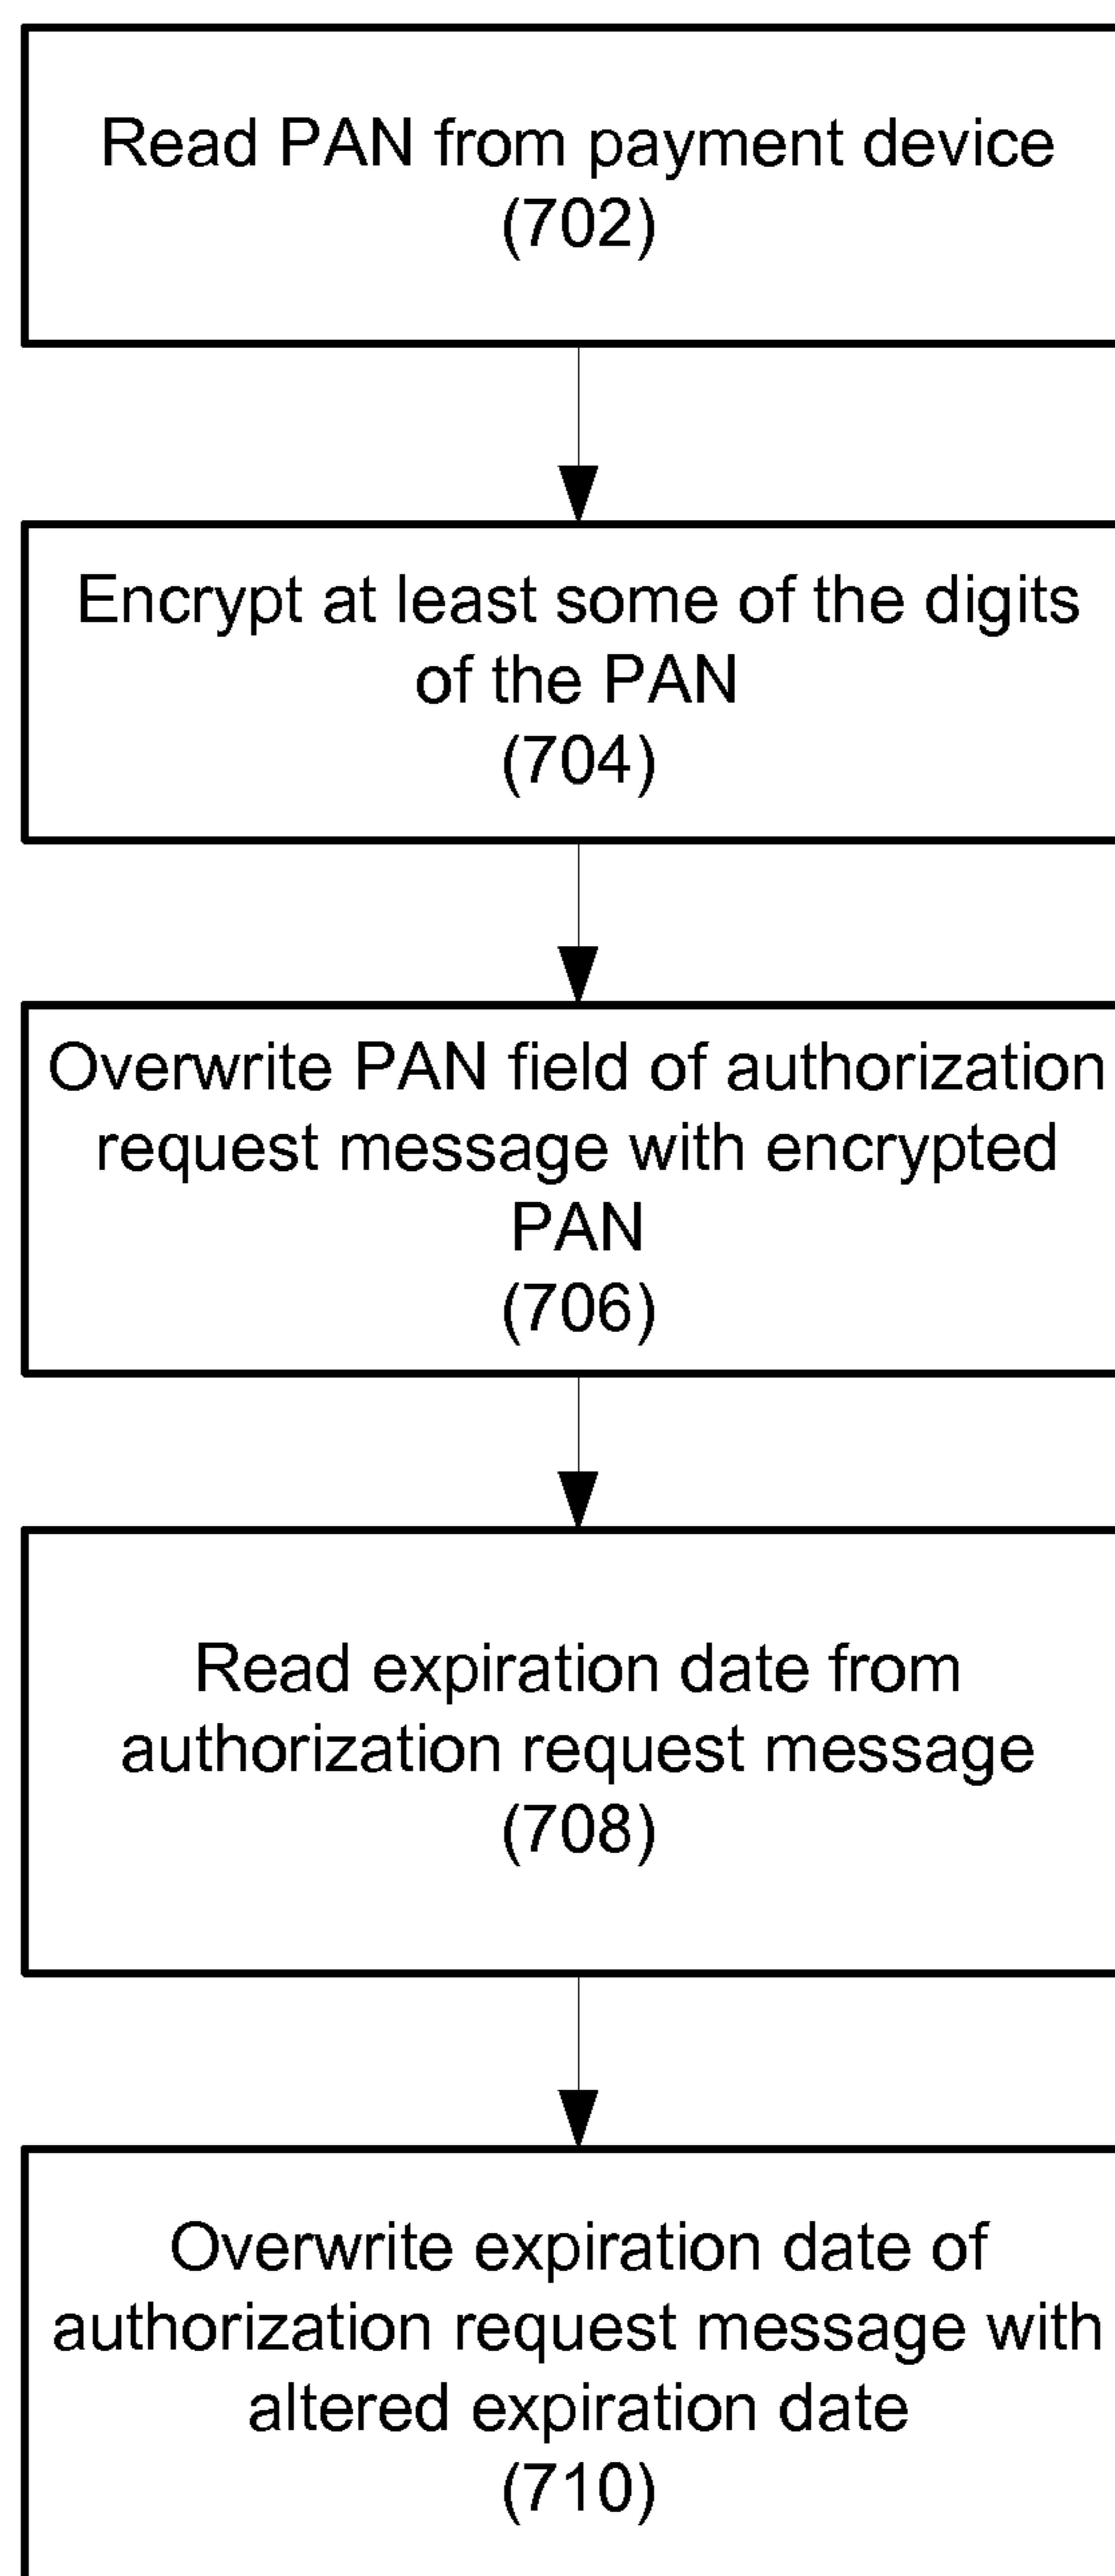 Read PAN from payment device
(702)
Encrypt at least some of the digits
of the PAN
(704)
Overwrite PAN field of authorization
request message with encrypted
PAN
(706)
Read expiration date from
authorization request message
(708)
Overwrite expiration date of
authorization request message with
altered expiration date
(710)